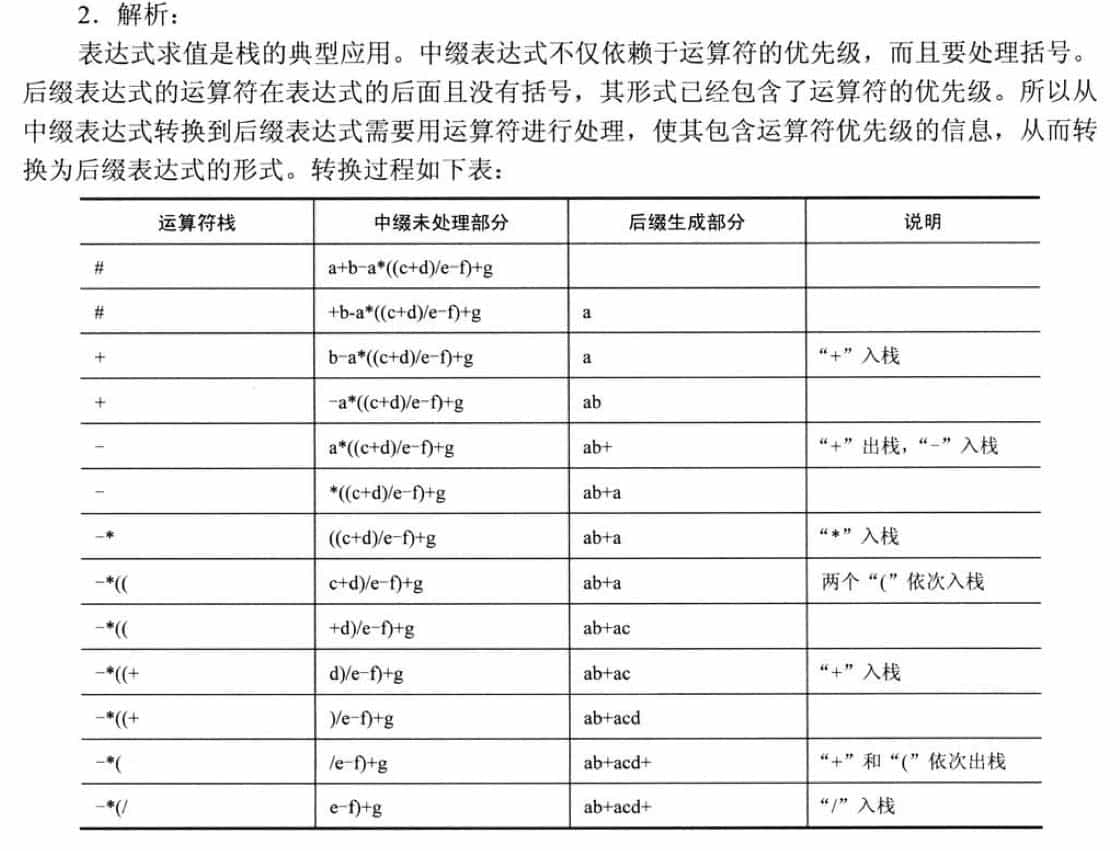 2．解析：
表达式求值是栈的典型应用。中缀表达式不仅依赖于运算符的优先级，而且要处理括号。
后缀表达式的运算符在表达式的后面且没有括号，其形式已经包含了运算符的优先级。所以从
中缀表达式转换到后缀表达式需要用运算符进行处理，使其包含运算符优先级的信息，从而转
换为后缀表达式的形式。转换过程如下表：
运算符栈 中缀未处理部分 后缀生成部分 说明
# a+b−a*((c+d)/e−f)+g
# +b-a*((c+d)/e−f)+g a
+ b−a*((c+d)/e−f)+g a “+”入栈
+ −a*((c+d)/e−f)+g ab
− a*((c+d)/e−f)+g ab+ “+”出栈，“−”入栈
− *((c+d)/e−f)+g ab+a
−* ((c+d)/e−f)+g ab+a “*”入栈
−*(( c+d)/e−f)+g ab+a 两个“(”依次入栈
−*(( +d)/e−f)+g ab+ac
−*((+ d)/e−f)+g ab+ac “+”入栈
−*((+ )/e−f)+g ab+acd
−*( /e−f)+g ab+acd+ “+”和“(”依次出栈
−*(/ e−f)+g ab+acd+ “/”入栈